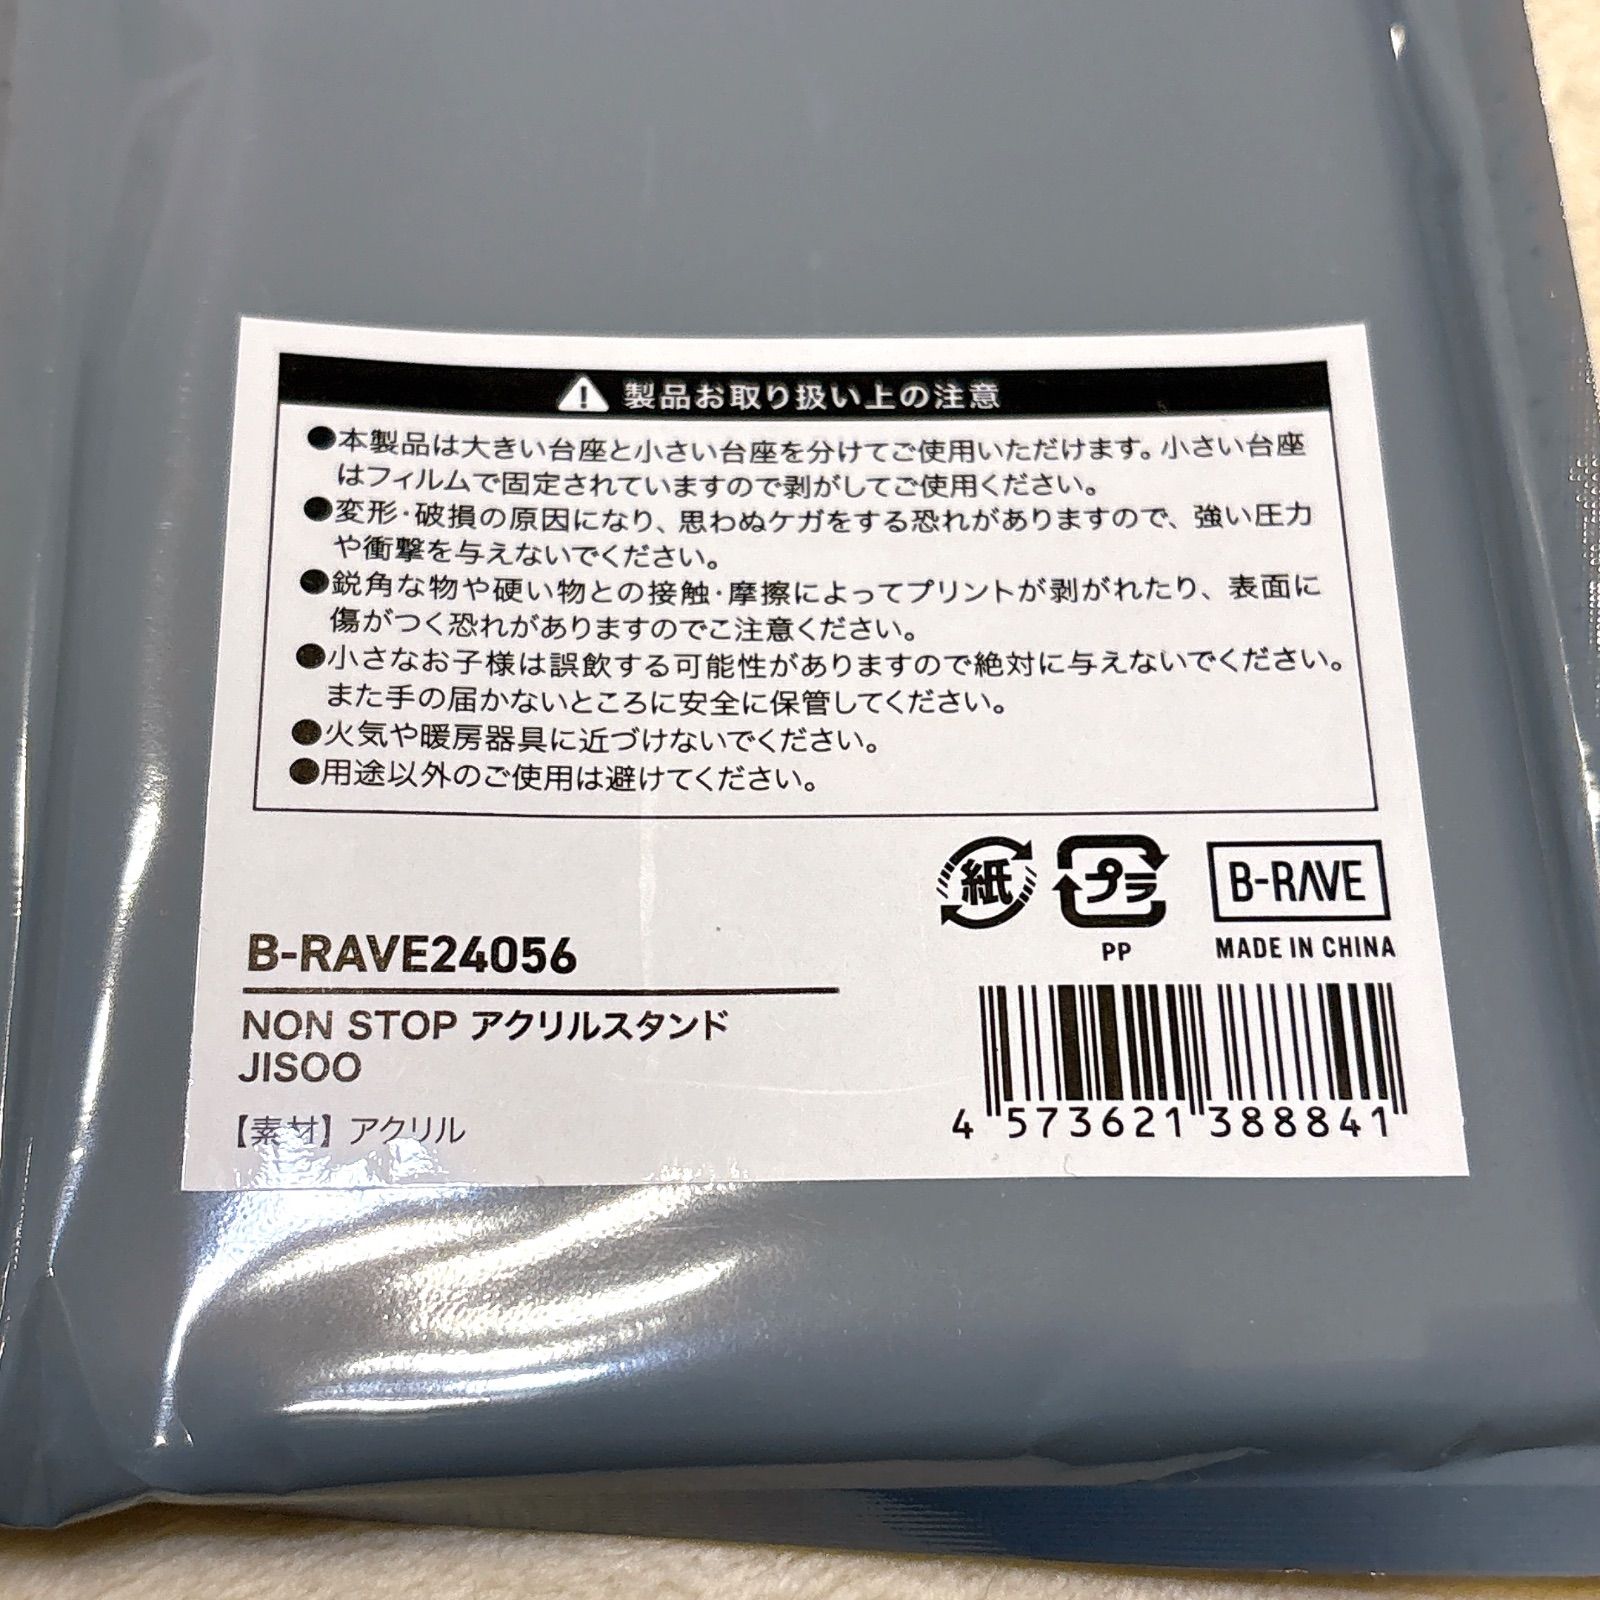 製品お取り扱い上の注意
●本製品は大きい台座と小さい台座を分けてご使用いただけます。小さい台座
はフィルムで固定されていますので剥がしてご使用ください。
●変形･破損の原因になり、思わぬケガをする恐れがありますので、強い圧力
や衝撃を与えないでください。
●鋭角な物や硬い物との接触･摩擦によってプリントが剥がれたり、表面に
傷がつく恐れがありますのでご注意ください。
●小さなお子様は誤飲する可能性がありますので絶対に与えないでください。
また手の届かないところに安全に保管してください。
●火気や暖房器具に近づけないでください。
●用途以外のご使用は避けてください。
紙 プラ B-RAVE
PP MADE IN CHINA
B-RAVE24056
NON STOP アクリルスタンド
JISOO
【素材】アクリル
4 573621 388841